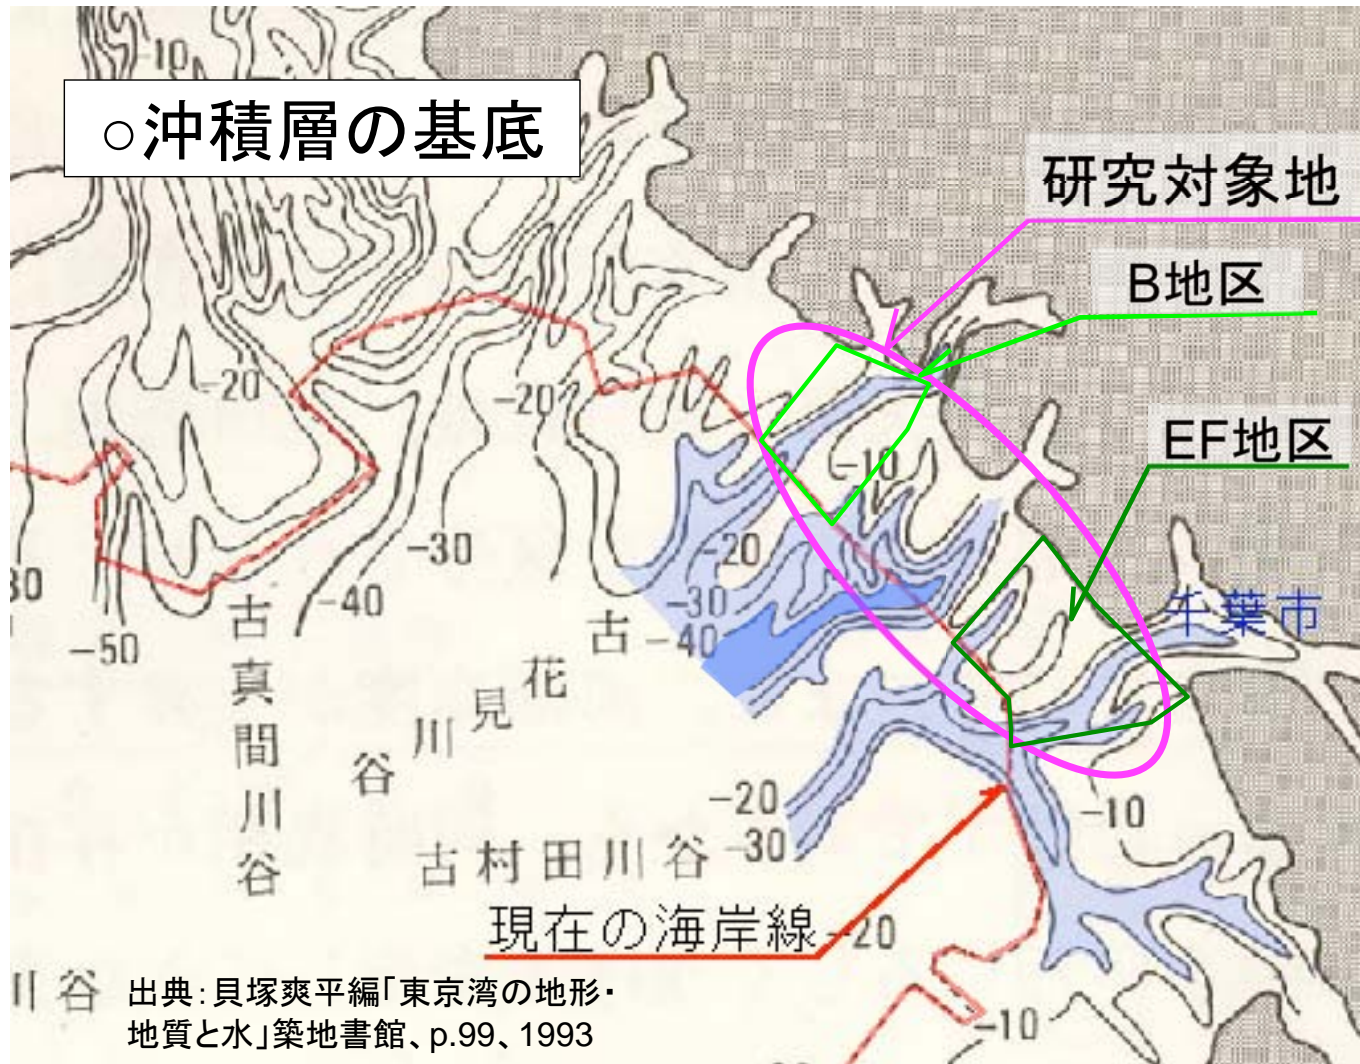 -10
○沖積層の基底
研究対象地
B地区
EF地区
-20
-20
-10
-30
-20
千葉市
30
-40
-30
-50
-40
古真間川谷
古花見川谷
-20
-10
古村田川谷
-30
現在の海岸線
-20
川谷
出典:貝塚爽平編「東京湾の地形・
地質と水」築地書館、p.99、1993
-10